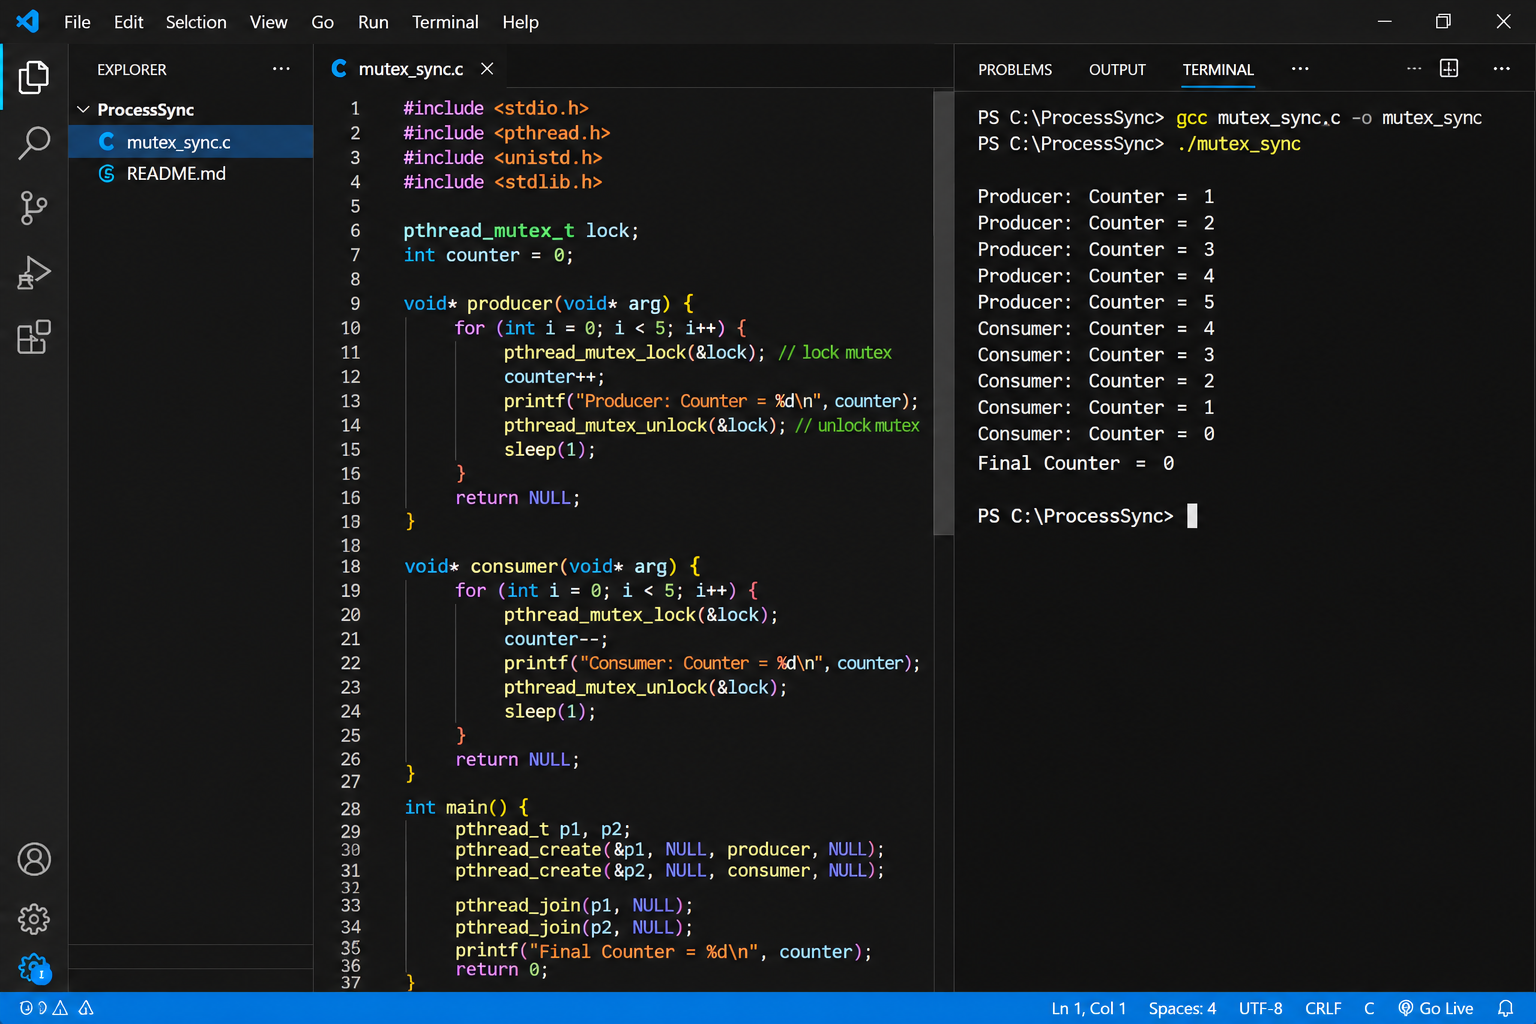 File Edit Selction View Go Run Terminal Help
EXPLORER ...
ProcessSync
C mutex_sync.c
README.md
C mutex_sync.c ×
1 #include <stdio.h>
2 #include <pthread.h>
3 #include <unistd.h>
4 #include <stdlib.h>
5
6 pthread_mutex_t lock;
7 int counter = 0;
8
9 void* producer(void* arg) {
10 for (int i = 0; i < 5; i++) {
11 pthread_mutex_lock(&lock); // lock mutex
12 counter++;
13 printf("Producer: Counter = %d\n", counter);
14 pthread_mutex_unlock(&lock); // unlock mutex
15 sleep(1);
15 }
16 return NULL;
13 }
18
18 void* consumer(void* arg) {
19 for (int i = 0; i < 5; i++) {
20 pthread_mutex_lock(&lock);
21 counter--;
22 printf("Consumer: Counter = %d\n", counter);
23 pthread_mutex_unlock(&lock);
24 sleep(1);
25 }
26 return NULL;
27 }
28 int main() {
29 pthread_t p1, p2;
30 pthread_create(&p1, NULL, producer, NULL);
31 pthread_create(&p2, NULL, consumer, NULL);
32
33 pthread_join(p1, NULL);
34 pthread_join(p2, NULL);
35 printf("Final Counter = %d\n", counter);
36 return 0;
37 }
PROBLEMS OUTPUT TERMINAL ...
PS C:\ProcessSync> gcc mutex_sync.c -o mutex_sync
PS C:\ProcessSync> ./mutex_sync
Producer: Counter = 1
Producer: Counter = 2
Producer: Counter = 3
Producer: Counter = 4
Producer: Counter = 5
Consumer: Counter = 4
Consumer: Counter = 3
Consumer: Counter = 2
Consumer: Counter = 1
Consumer: Counter = 0
Final Counter = 0
PS C:\ProcessSync>
1
Ln 1, Col 1 Spaces: 4 UTF-8 CRLF C Go Live